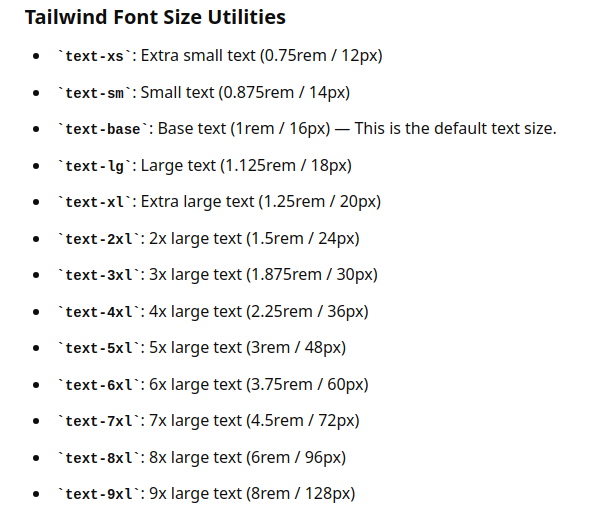 Tailwind Font Size Utilities
• `text-xs`: Extra small text (0.75rem / 12px)
• `text-sm`: Small text (0.875rem / 14px)
• `text-base`: Base text (1rem / 16px) — This is the default text size.
• `text-lg`: Large text (1.125rem / 18px)
• `text-xl`: Extra large text (1.25rem / 20px)
• `text-2xl`: 2x large text (1.5rem / 24px)
• `text-3xl`: 3x large text (1.875rem / 30px)
• `text-4xl`: 4x large text (2.25rem / 36px)
• `text-5xl`: 5x large text (3rem / 48px)
• `text-6xl`: 6x large text (3.75rem / 60px)
• `text-7xl`: 7x large text (4.5rem / 72px)
• `text-8xl`: 8x large text (6rem / 96px)
• `text-9xl`: 9x large text (8rem / 128px)